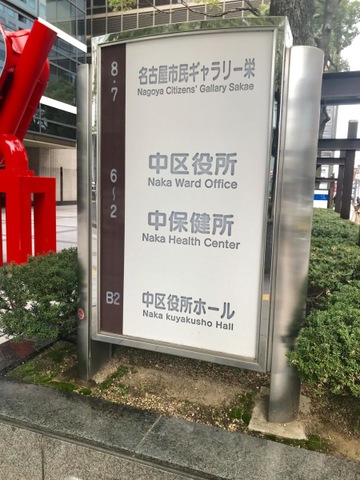 8・7 名古屋市民ギャラリー栄
Nagoya Citizens' Gallary Sakae
6～2 中区役所
Naka Ward Office
中保健所
Naka Health Center
B2 中区役所ホール
Naka kuyakusho Hall